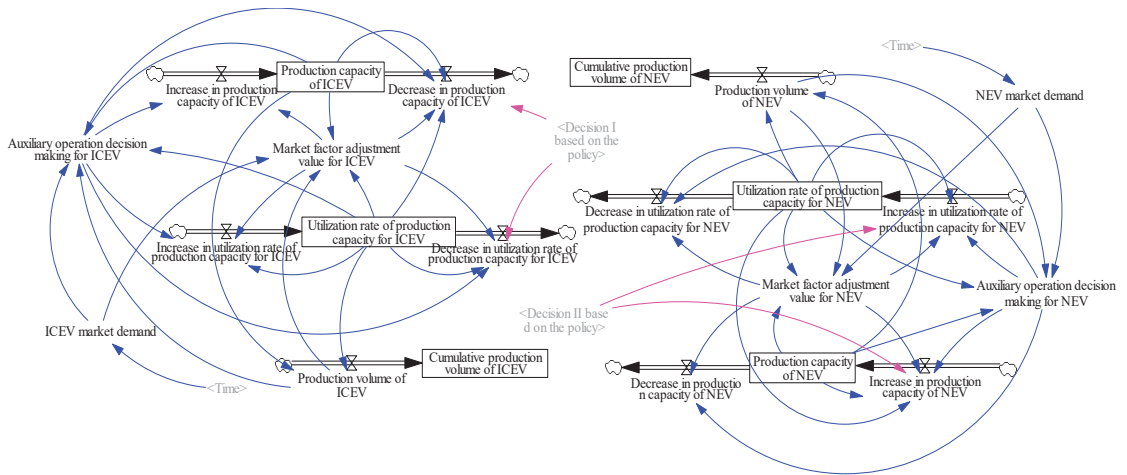 Production capacity
of ICEV
Increase in production
capacity of ICEV
Decrease in production
capacity of ICEV
Auxiliary operation decision
making for ICEV
Market factor adjustment
value for ICEV
<Decision I
based on the
policy>
Utilization rate of production
capacity for ICEV
Increase in utilization rate of
production capacity for ICEV
Decrease in utilization rate of
production capacity for ICEV
ICEV market demand
<Time>
Production volume of
ICEV
Cumulative production
volume of ICEV
<Time>
Cumulative production
volume of NEV
Production volume
of NEV
NEV market demand
Utilization rate of production
capacity for NEV
Decrease in utilization rate of
production capacity for NEV
Increase in utilization rate of
production capacity for NEV
Market factor adjustment
value for NEV
Auxiliary operation decision
making for NEV
<Decision II base
d on the policy>
Production capacity
of NEV
Decrease in productio
n capacity of NEV
Increase in production
capacity of NEV